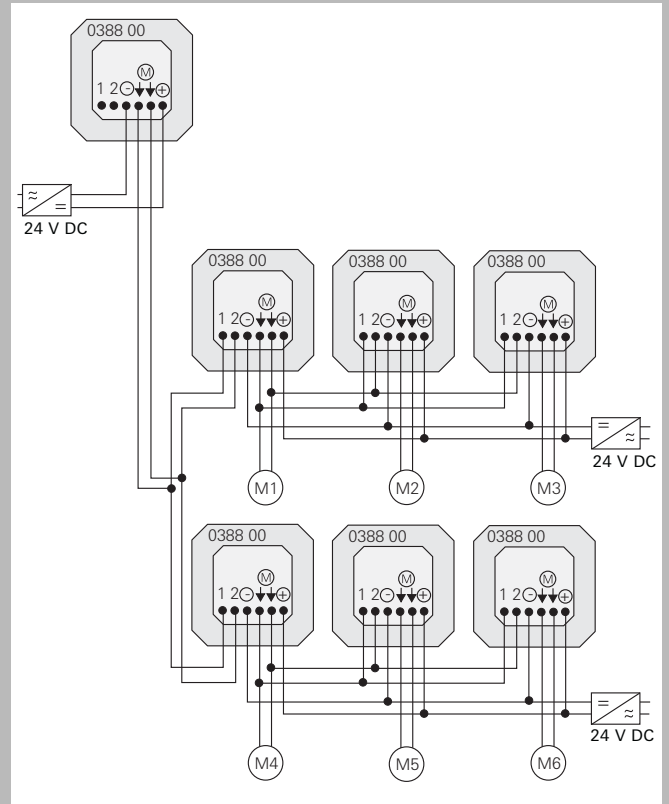 0388 00
M
1 2 - +
≈
=
24 V DC
0388 00 0388 00 0388 00
M M M
1 2 - + 1 2 - + 1 2 - +
=
≈
24 V DC
M1 M2 M3
0388 00 0388 00 0388 00
M M M
1 2 - + 1 2 - + 1 2 - +
=
≈
24 V DC
M4 M5 M6